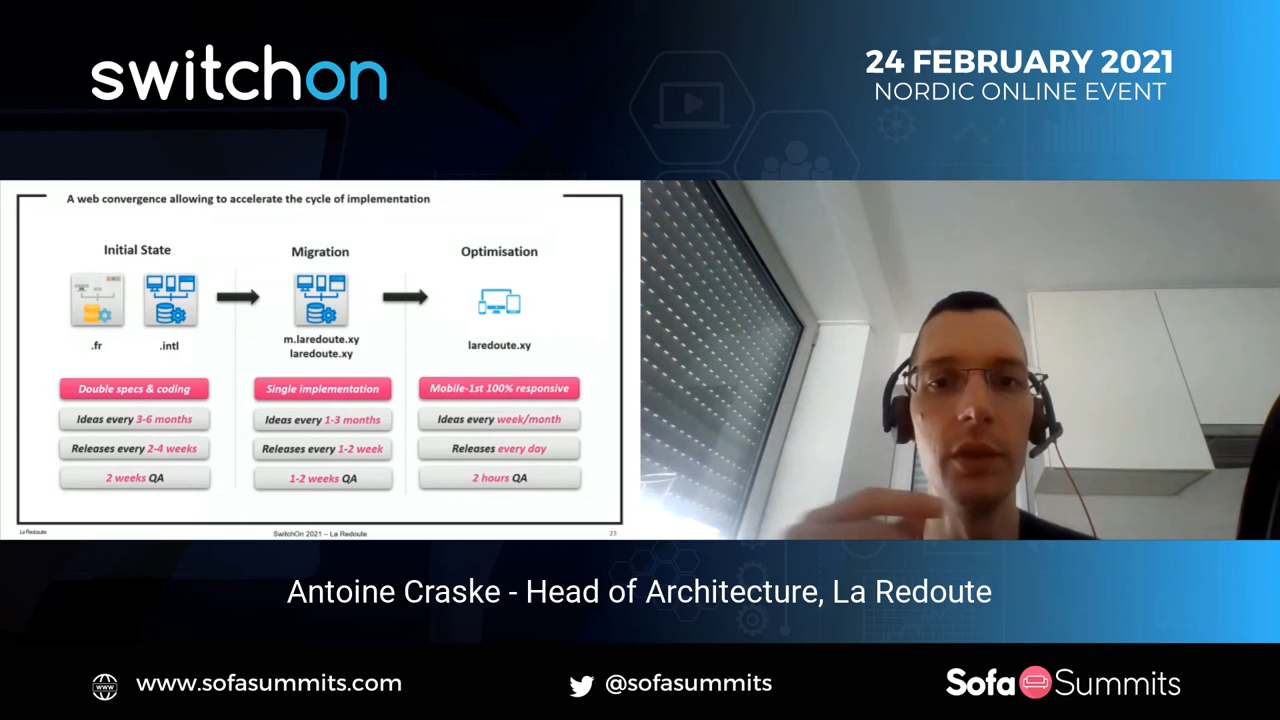 switchon
24 FEBRUARY 2021
NORDIC ONLINE EVENT
A web convergence allowing to accelerate the cycle of implementation
Initial State
Migration
Optimisation
.fr
.intl
m.laredoute.xy
laredoute.xy
laredoute.xy
Double specs & coding
Single implementation
Mobile-1st 100% responsive
Ideas every 3-6 months
Ideas every 1-3 months
Ideas every week/month
Releases every 2-4 weeks
Releases every 1-2 week
Releases every day
2 weeks QA
1-2 weeks QA
2 hours QA
La Redoute
SwitchOn 2021 – La Redoute
23
Antoine Craske - Head of Architecture, La Redoute
WWW
www.sofasummits.com
@sofasummits
Sofa Summits